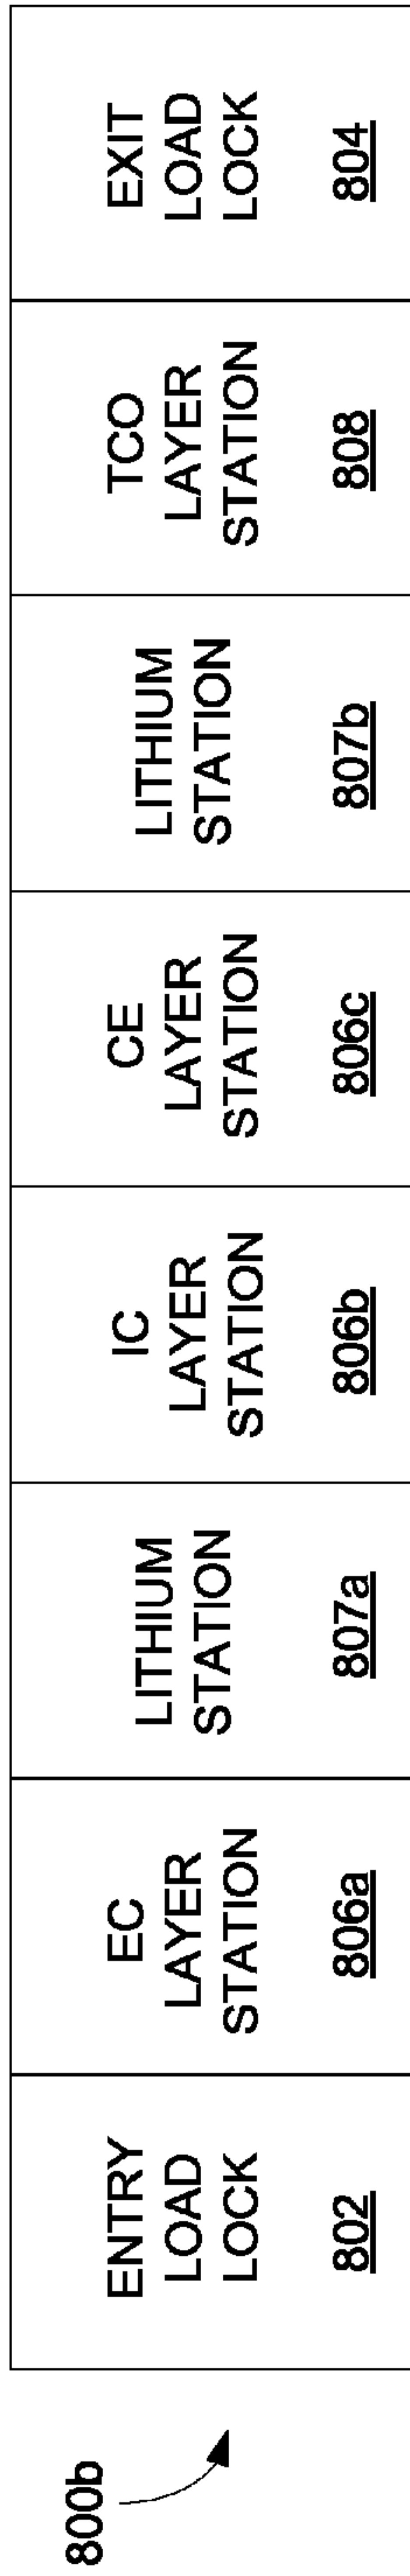 800b
ENTRY
LOAD
LOCK
802
EC
LAYER
STATION
806a
LITHIUM
STATION
807a
IC
LAYER
STATION
806b
CE
LAYER
STATION
806c
LITHIUM
STATION
807b
TCO
LAYER
STATION
808
EXIT
LOAD
LOCK
804